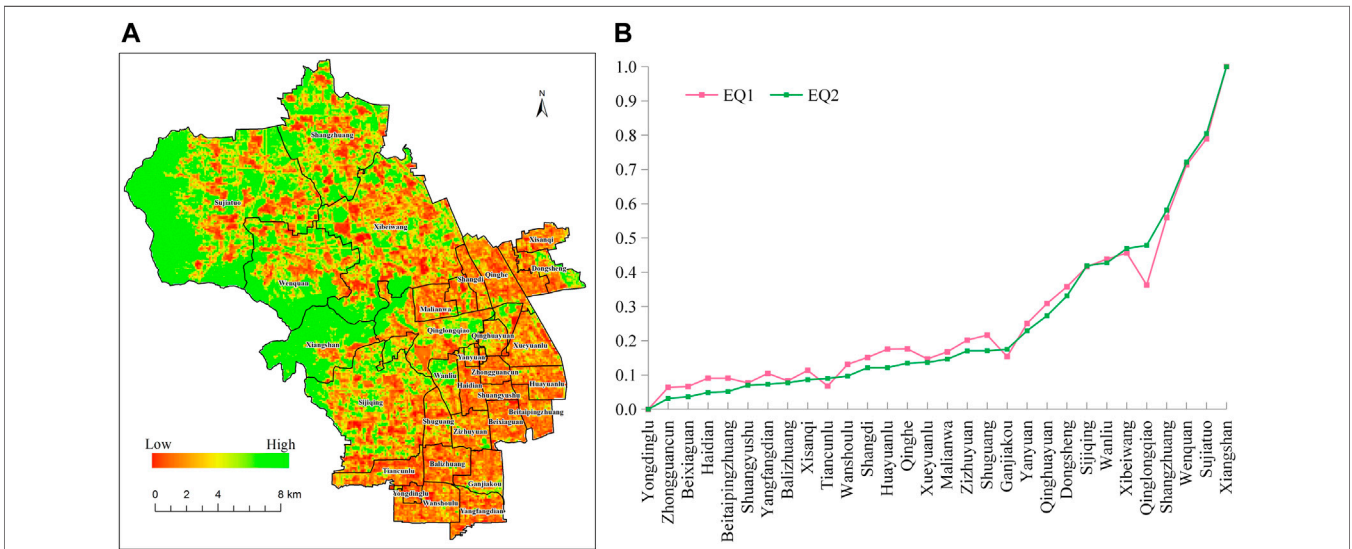 A
N
Shangzhuang
Sujiatuo
Xibeiwang
Xisanqi
Dongsheng
Qinghe
Shangdi
Wenquan
Malianwa
Qinglongqiao
Qinghuayuan
Xiangshan
Xueyuanlu
Yanyuan
Wanliu
Zhongguancun
Haidian
Huayuanlu
Shuangyushu
Sijiqing
Beitaipingzhuang
Shuguang
Beixiaguan
Zizhuyuan
Low High
Balizhuang
Tiancunlu
Ganjiakou
Yongdinglu
Wanshoulu
Yangfangdian
0 2 4 8 km
B
1.0
0.9
0.8
0.7
0.6
0.5
0.4
0.3
0.2
0.1
0.0
EQ1 EQ2
Yongdinglu
Zhongguancun
Beixiaguan
Haidian
Beitaipingzhuang
Shuangyushu
Yangfangdian
Balizhuang
Xisanqi
Tiancunlu
Wanshoulu
Shangdi
Huayuanlu
Qinghe
Xueyuanlu
Malianwa
Zizhuyuan
Shuguang
Ganjiakou
Yanyuan
Qinghuayuan
Dongsheng
Sijiqing
Wanliu
Xibeiwang
Qinglongqiao
Shangzhuang
Wenquan
Sujiatuo
Xiangshan